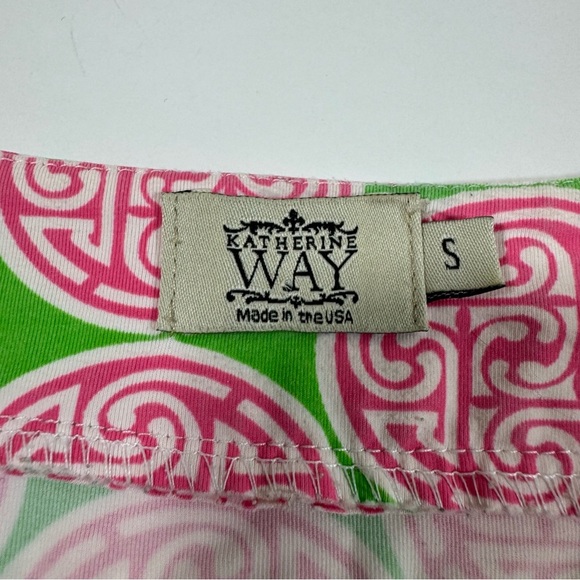 KATHERINE
WAY
Made in the USA
S